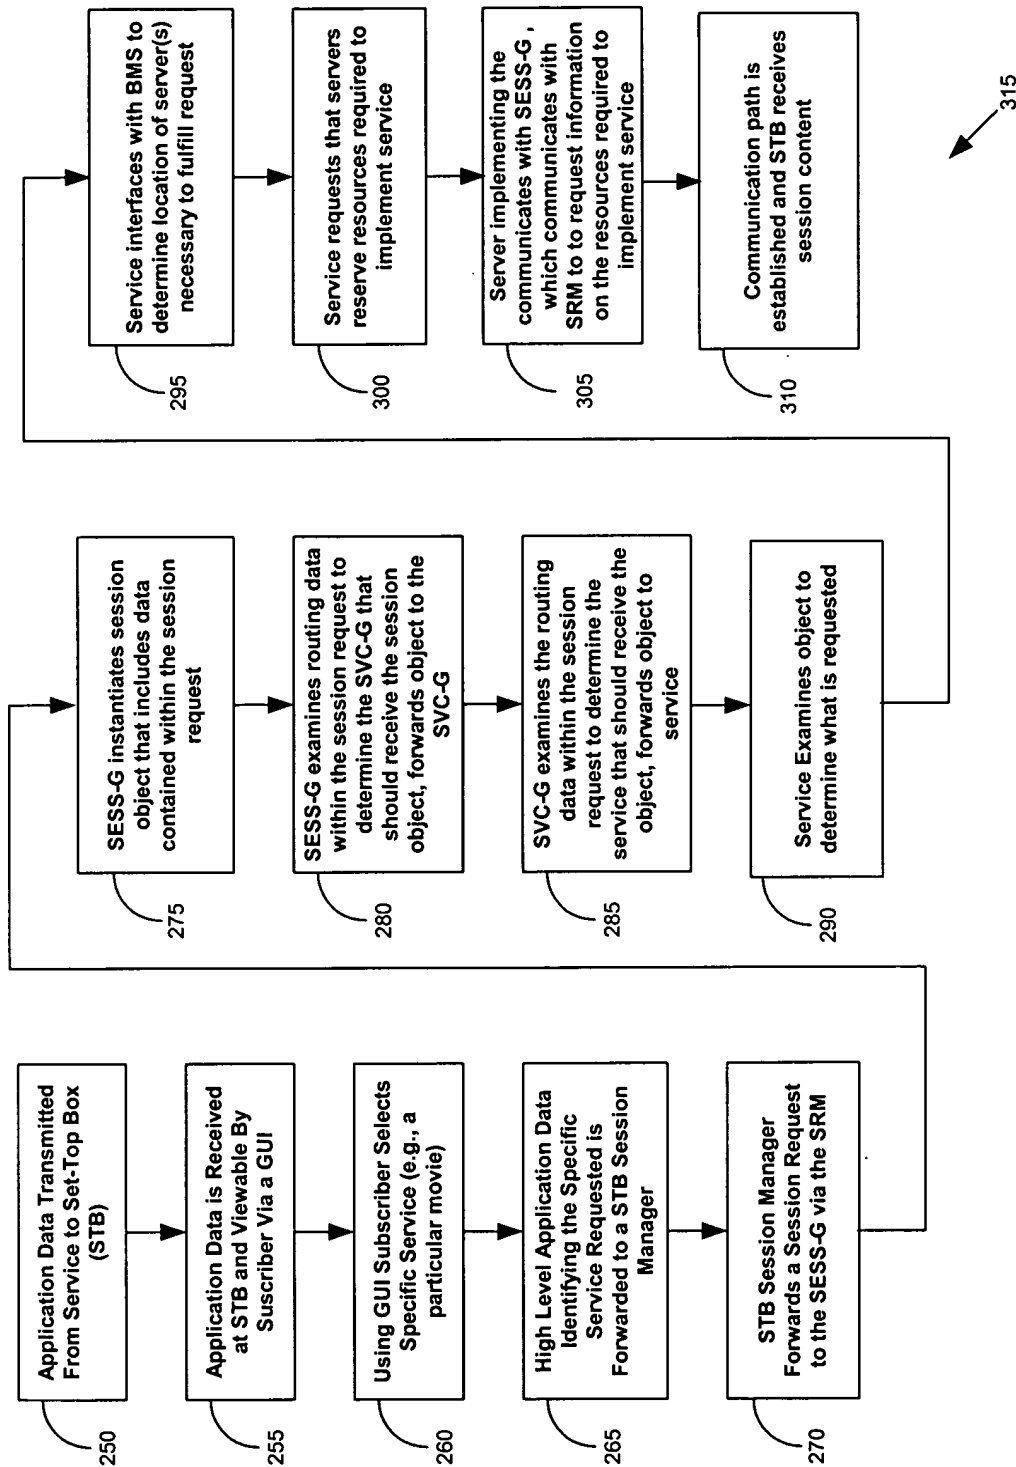 Application Data Transmitted
From Service to Set-Top Box
(STB)
250
Application Data is Received
at STB and Viewable By
Suscriber Via a GUI
255
Using GUI Subscriber Selects
Specific Service (e.g., a
particular movie)
260
High Level Application Data
Identifying the Specific
Service Requested is
Forwarded to a STB Session
Manager
265
STB Session Manager
Forwards a Session Request
to the SESS-G via the SRM
270
SESS-G instantiates session
object that includes data
contained within the session
request
275
SESS-G examines routing data
within the session request to
determine the SVC-G that
should receive the session
object, forwards object to the
SVC-G
280
SVC-G examines the routing
data within the session
request to determine the
service that should receive the
object, forwards object to
service
285
Service Examines object to
determine what is requested
290
Service interfaces with BMS to
determine location of server(s)
necessary to fulfill request
295
Service requests that servers
reserve resources required to
implement service
300
Server implementing the
communicates with SESS-G ,
which communicates with
SRM to to request information
on the resources required to
implement service
305
Communication path is
established and STB receives
session content
310
315